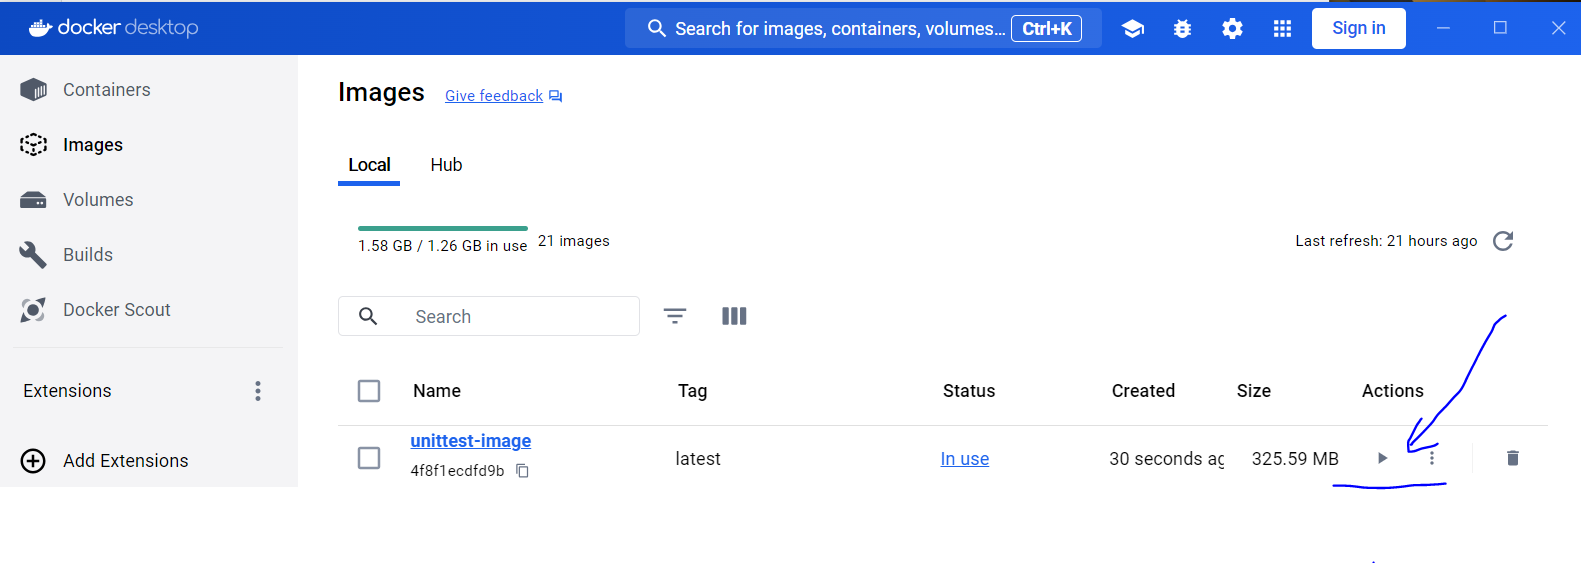 docker desktop
Search for images, containers, volumes... Ctrl+K
Sign in
Containers
Images
Volumes
Builds
Docker Scout
Extensions
Add Extensions
Images Give feedback
Local Hub
1.58 GB / 1.26 GB in use 21 images
Last refresh: 21 hours ago
Search
Name Tag Status Created Size Actions
unittest-image
latest In use 30 seconds ag 325.59 MB
4f8f1ecdfd9b